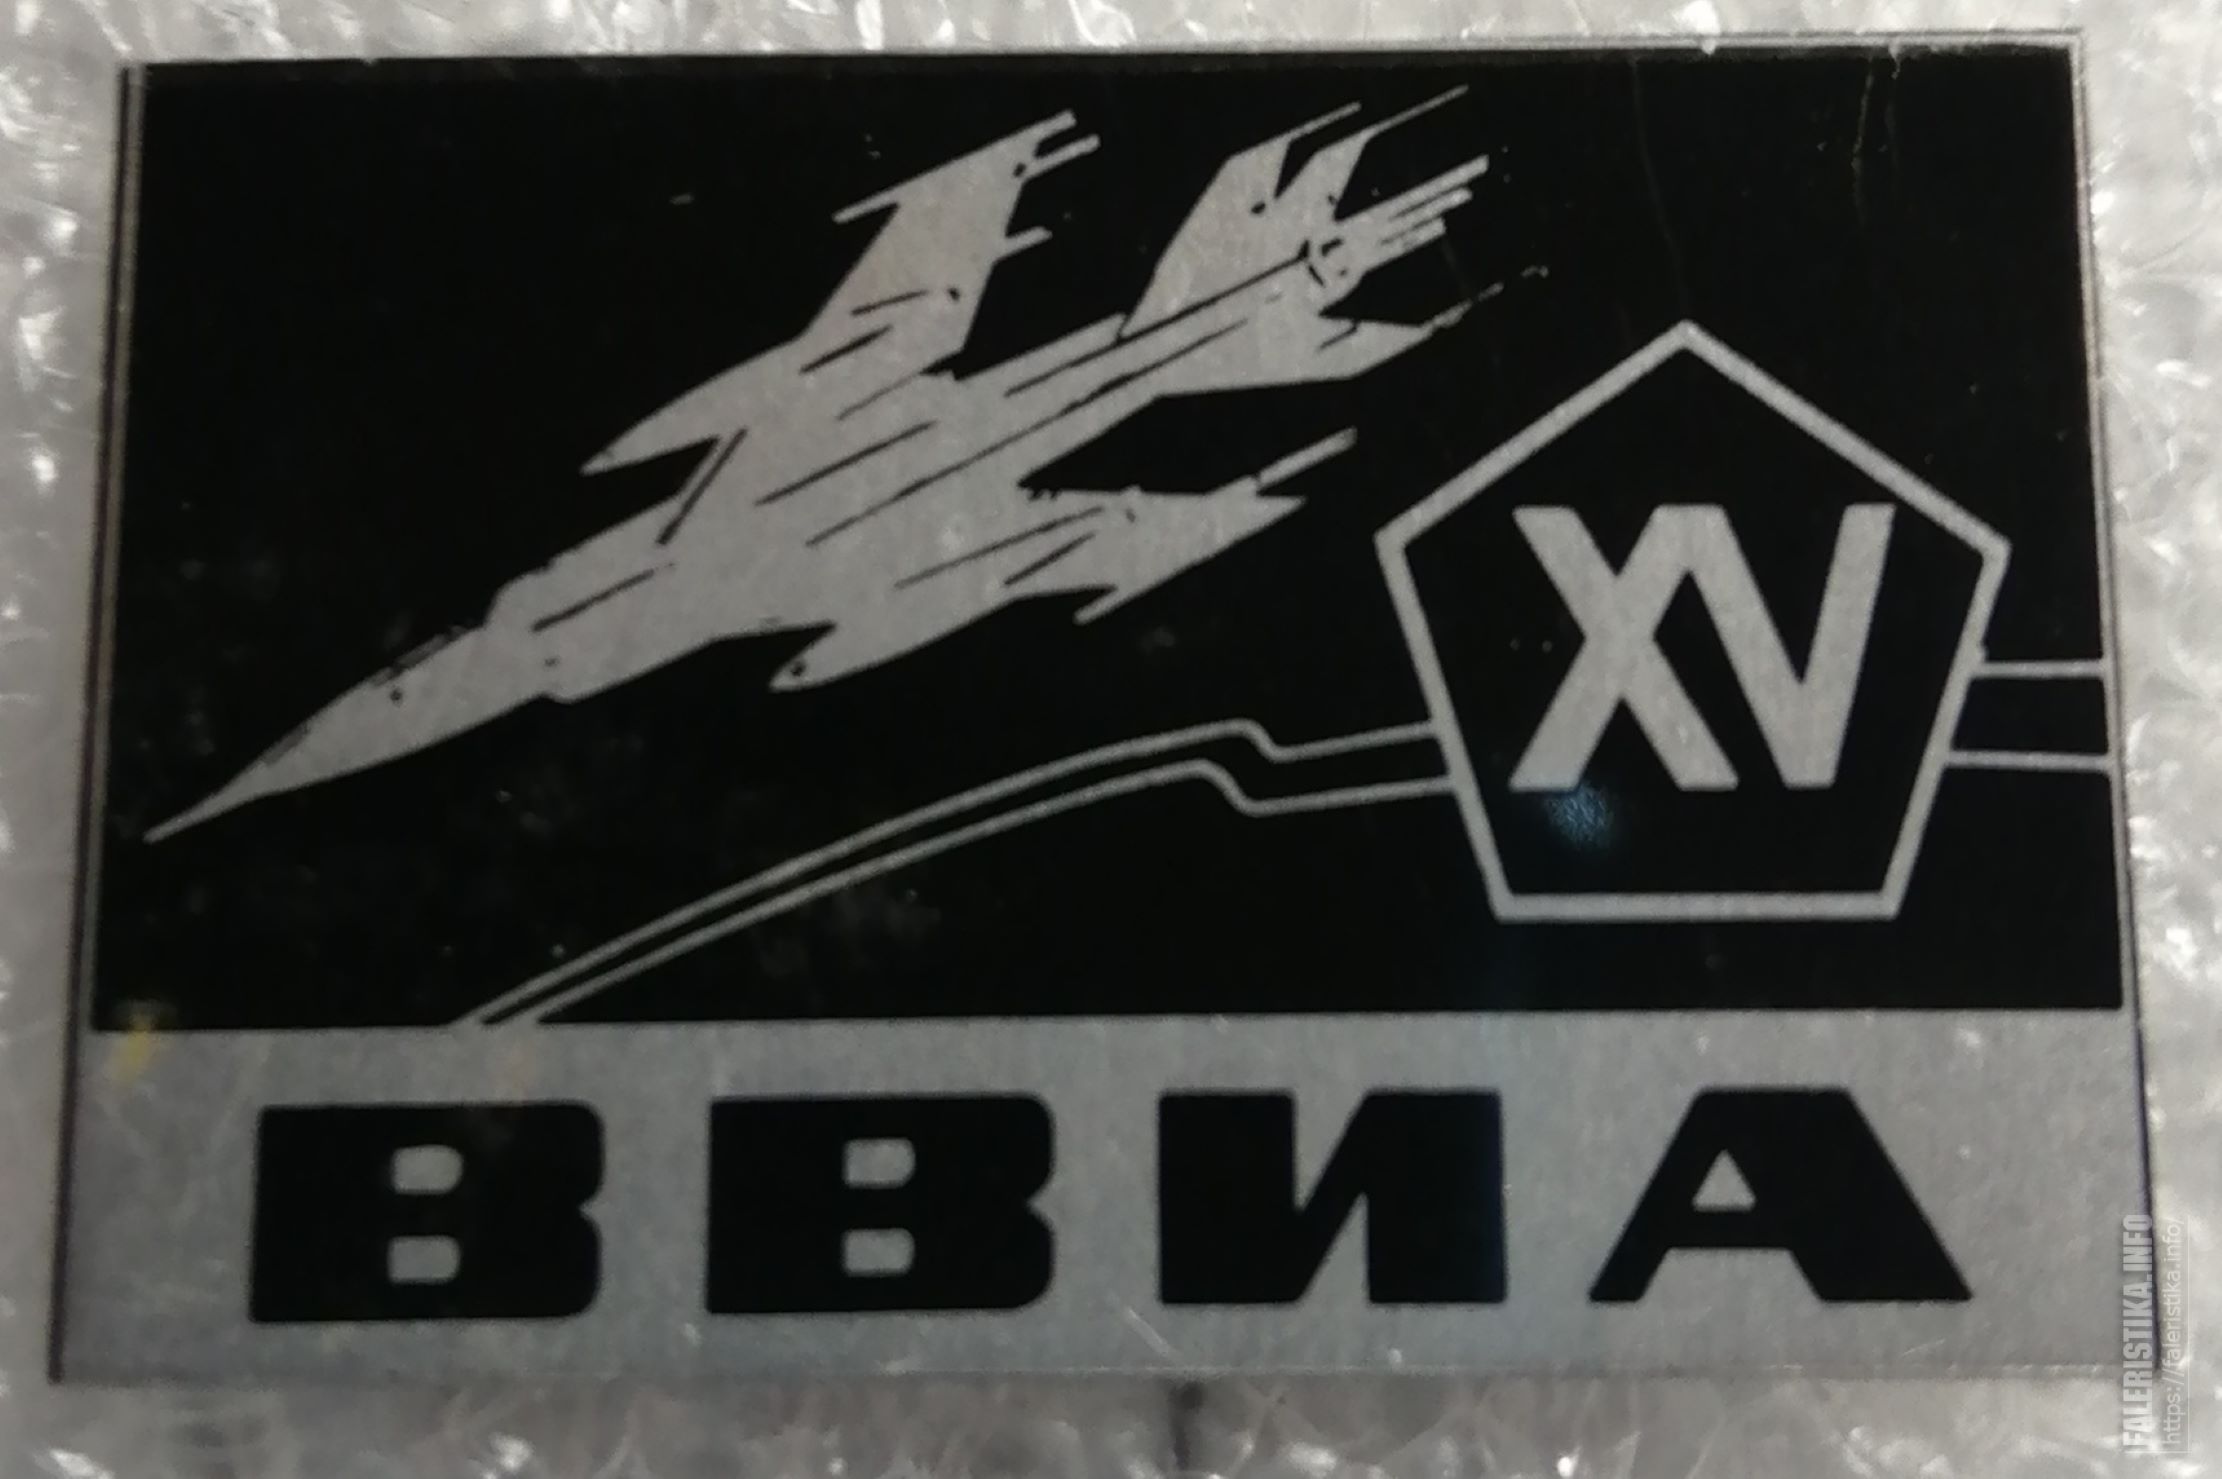 XV
ВВИА
FALERISTIKA.INFO
https://faleristika.info/